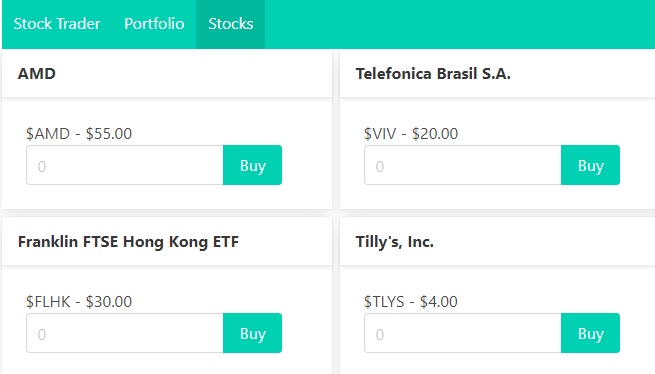 Stock Trader Portfolio Stocks
AMD
$AMD - $55.00
0 Buy
Telefonica Brasil S.A.
$VIV - $20.00
0 Buy
Franklin FTSE Hong Kong ETF
$FLHK - $30.00
0 Buy
Tilly's, Inc.
$TLYS - $4.00
0 Buy